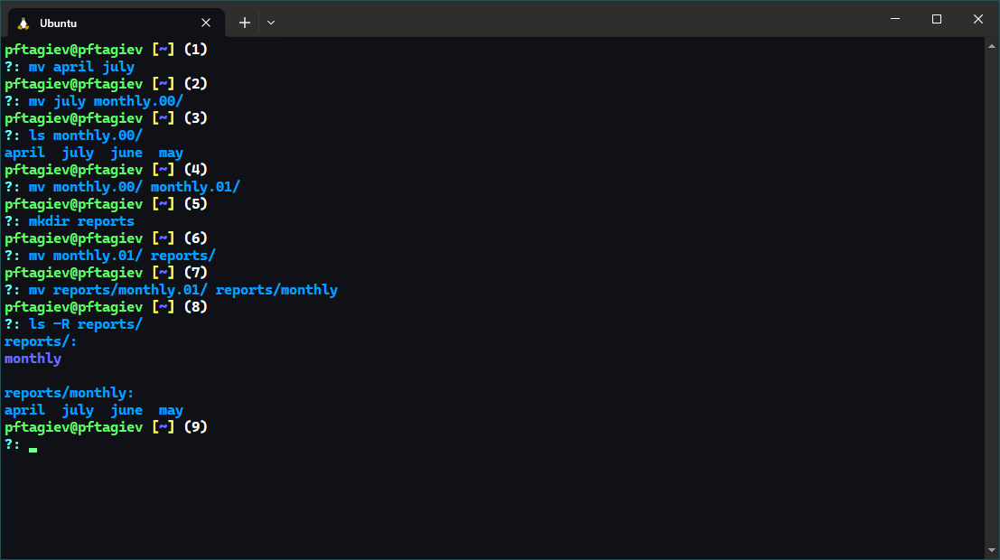 Ubuntu
pftagiev@pftagiev [~] (1)
?: mv april july
pftagiev@pftagiev [~] (2)
?: mv july monthly.00/
pftagiev@pftagiev [~] (3)
?: ls monthly.00/
april  july  june  may
pftagiev@pftagiev [~] (4)
?: mv monthly.00/ monthly.01/
pftagiev@pftagiev [~] (5)
?: mkdir reports
pftagiev@pftagiev [~] (6)
?: mv monthly.01/ reports/
pftagiev@pftagiev [~] (7)
?: mv reports/monthly.01/ reports/monthly
pftagiev@pftagiev [~] (8)
?: ls -R reports/
reports/:
monthly

reports/monthly:
april  july  june  may
pftagiev@pftagiev [~] (9)
?: